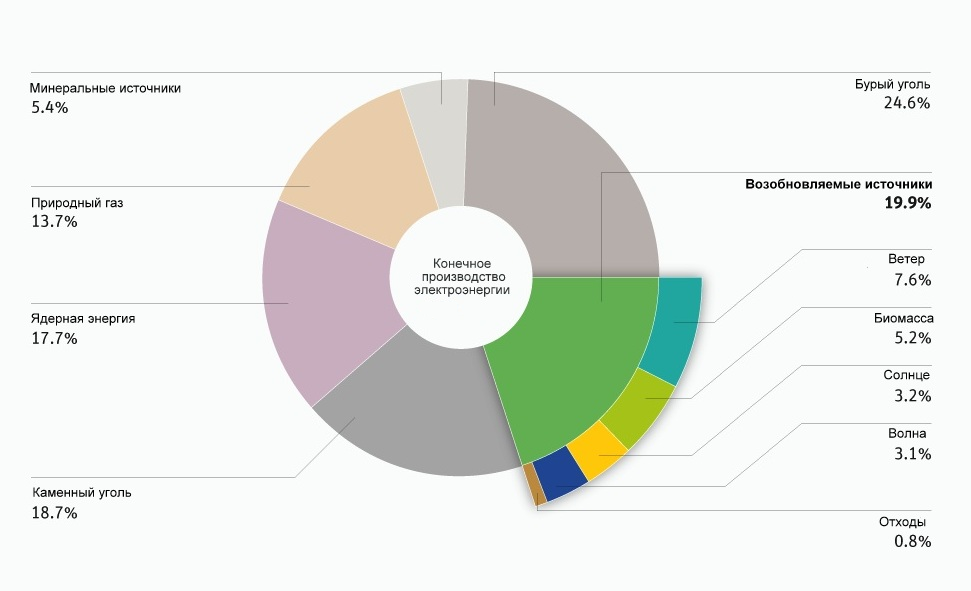 Минеральные источники
5.4%
Природный газ
13.7%
Ядерная энергия
17.7%
Каменный уголь
18.7%
Конечное
производство
электроэнергии
Бурый уголь
24.6%
Возобновляемые источники
19.9%
Ветер
7.6%
Биомасса
5.2%
Солнце
3.2%
Волна
3.1%
Отходы
0.8%